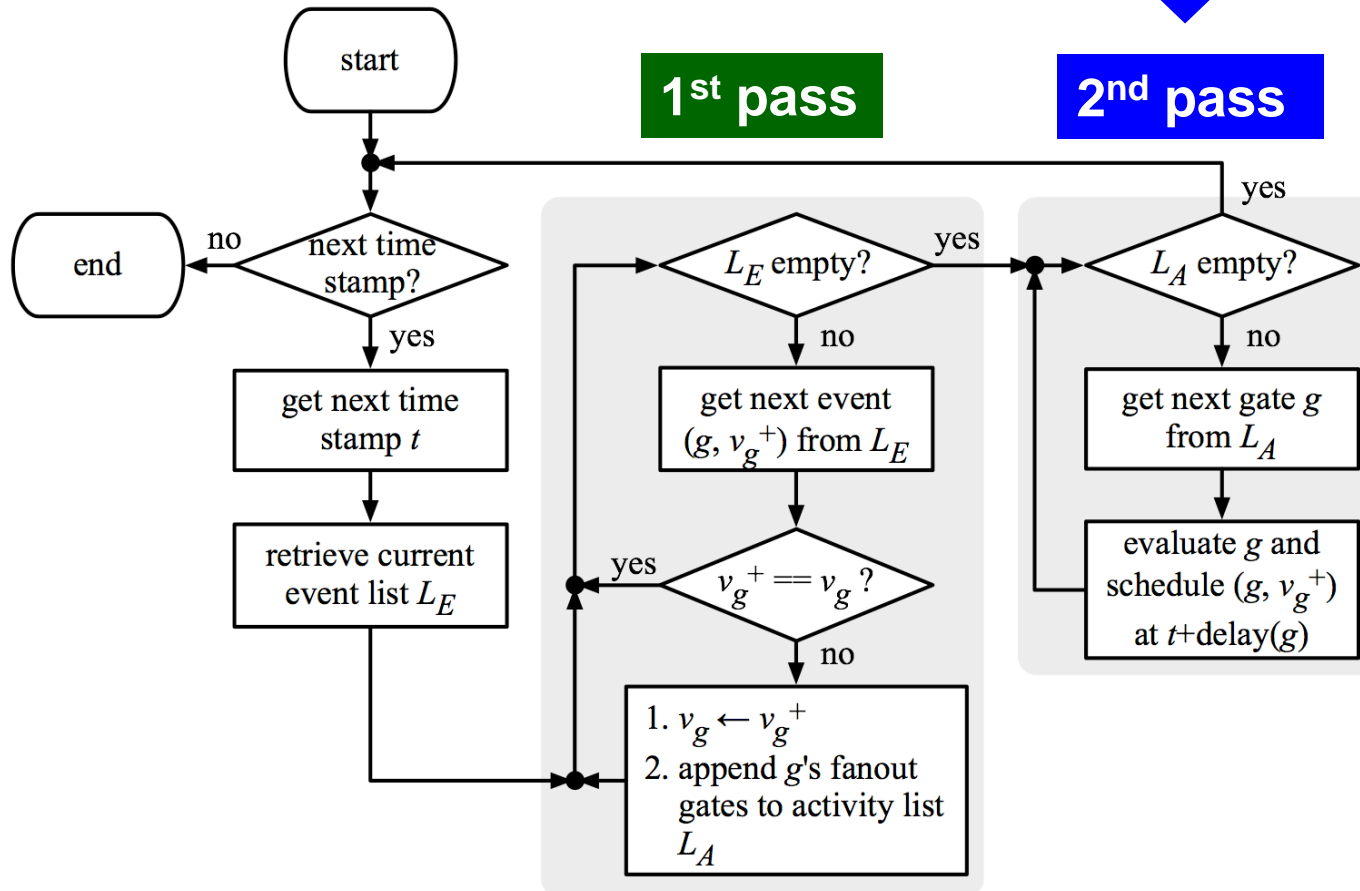 start
1st pass
2nd pass
yes
end
no
next time
stamp?
yes
get next time
stamp t
retrieve current
event list L_E
L_E empty?
yes
no
get next event
(g, v_g^+) from L_E
v_g^+ == v_g ?
yes
no
1. v_g ← v_g^+
2. append g's fanout
gates to activity list
L_A
L_A empty?
no
get next gate g
from L_A
evaluate g and
schedule (g, v_g^+)
at t+delay(g)